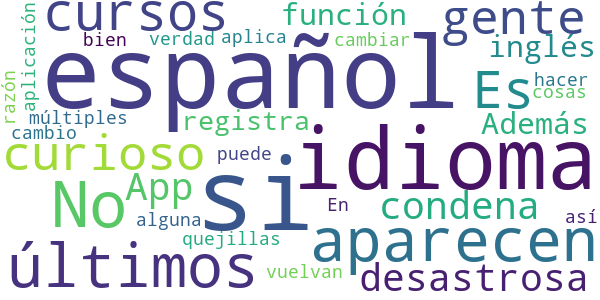 cursos función gente
bien verdad aplica cambiar inglés
español
aplicación
razón
Es hacer
cosas
múltiples registra Además
cambio
curioso puede si idioma
No App
alguna En condena así
quejillas
últimos aparecen
vuelvan desastrosa